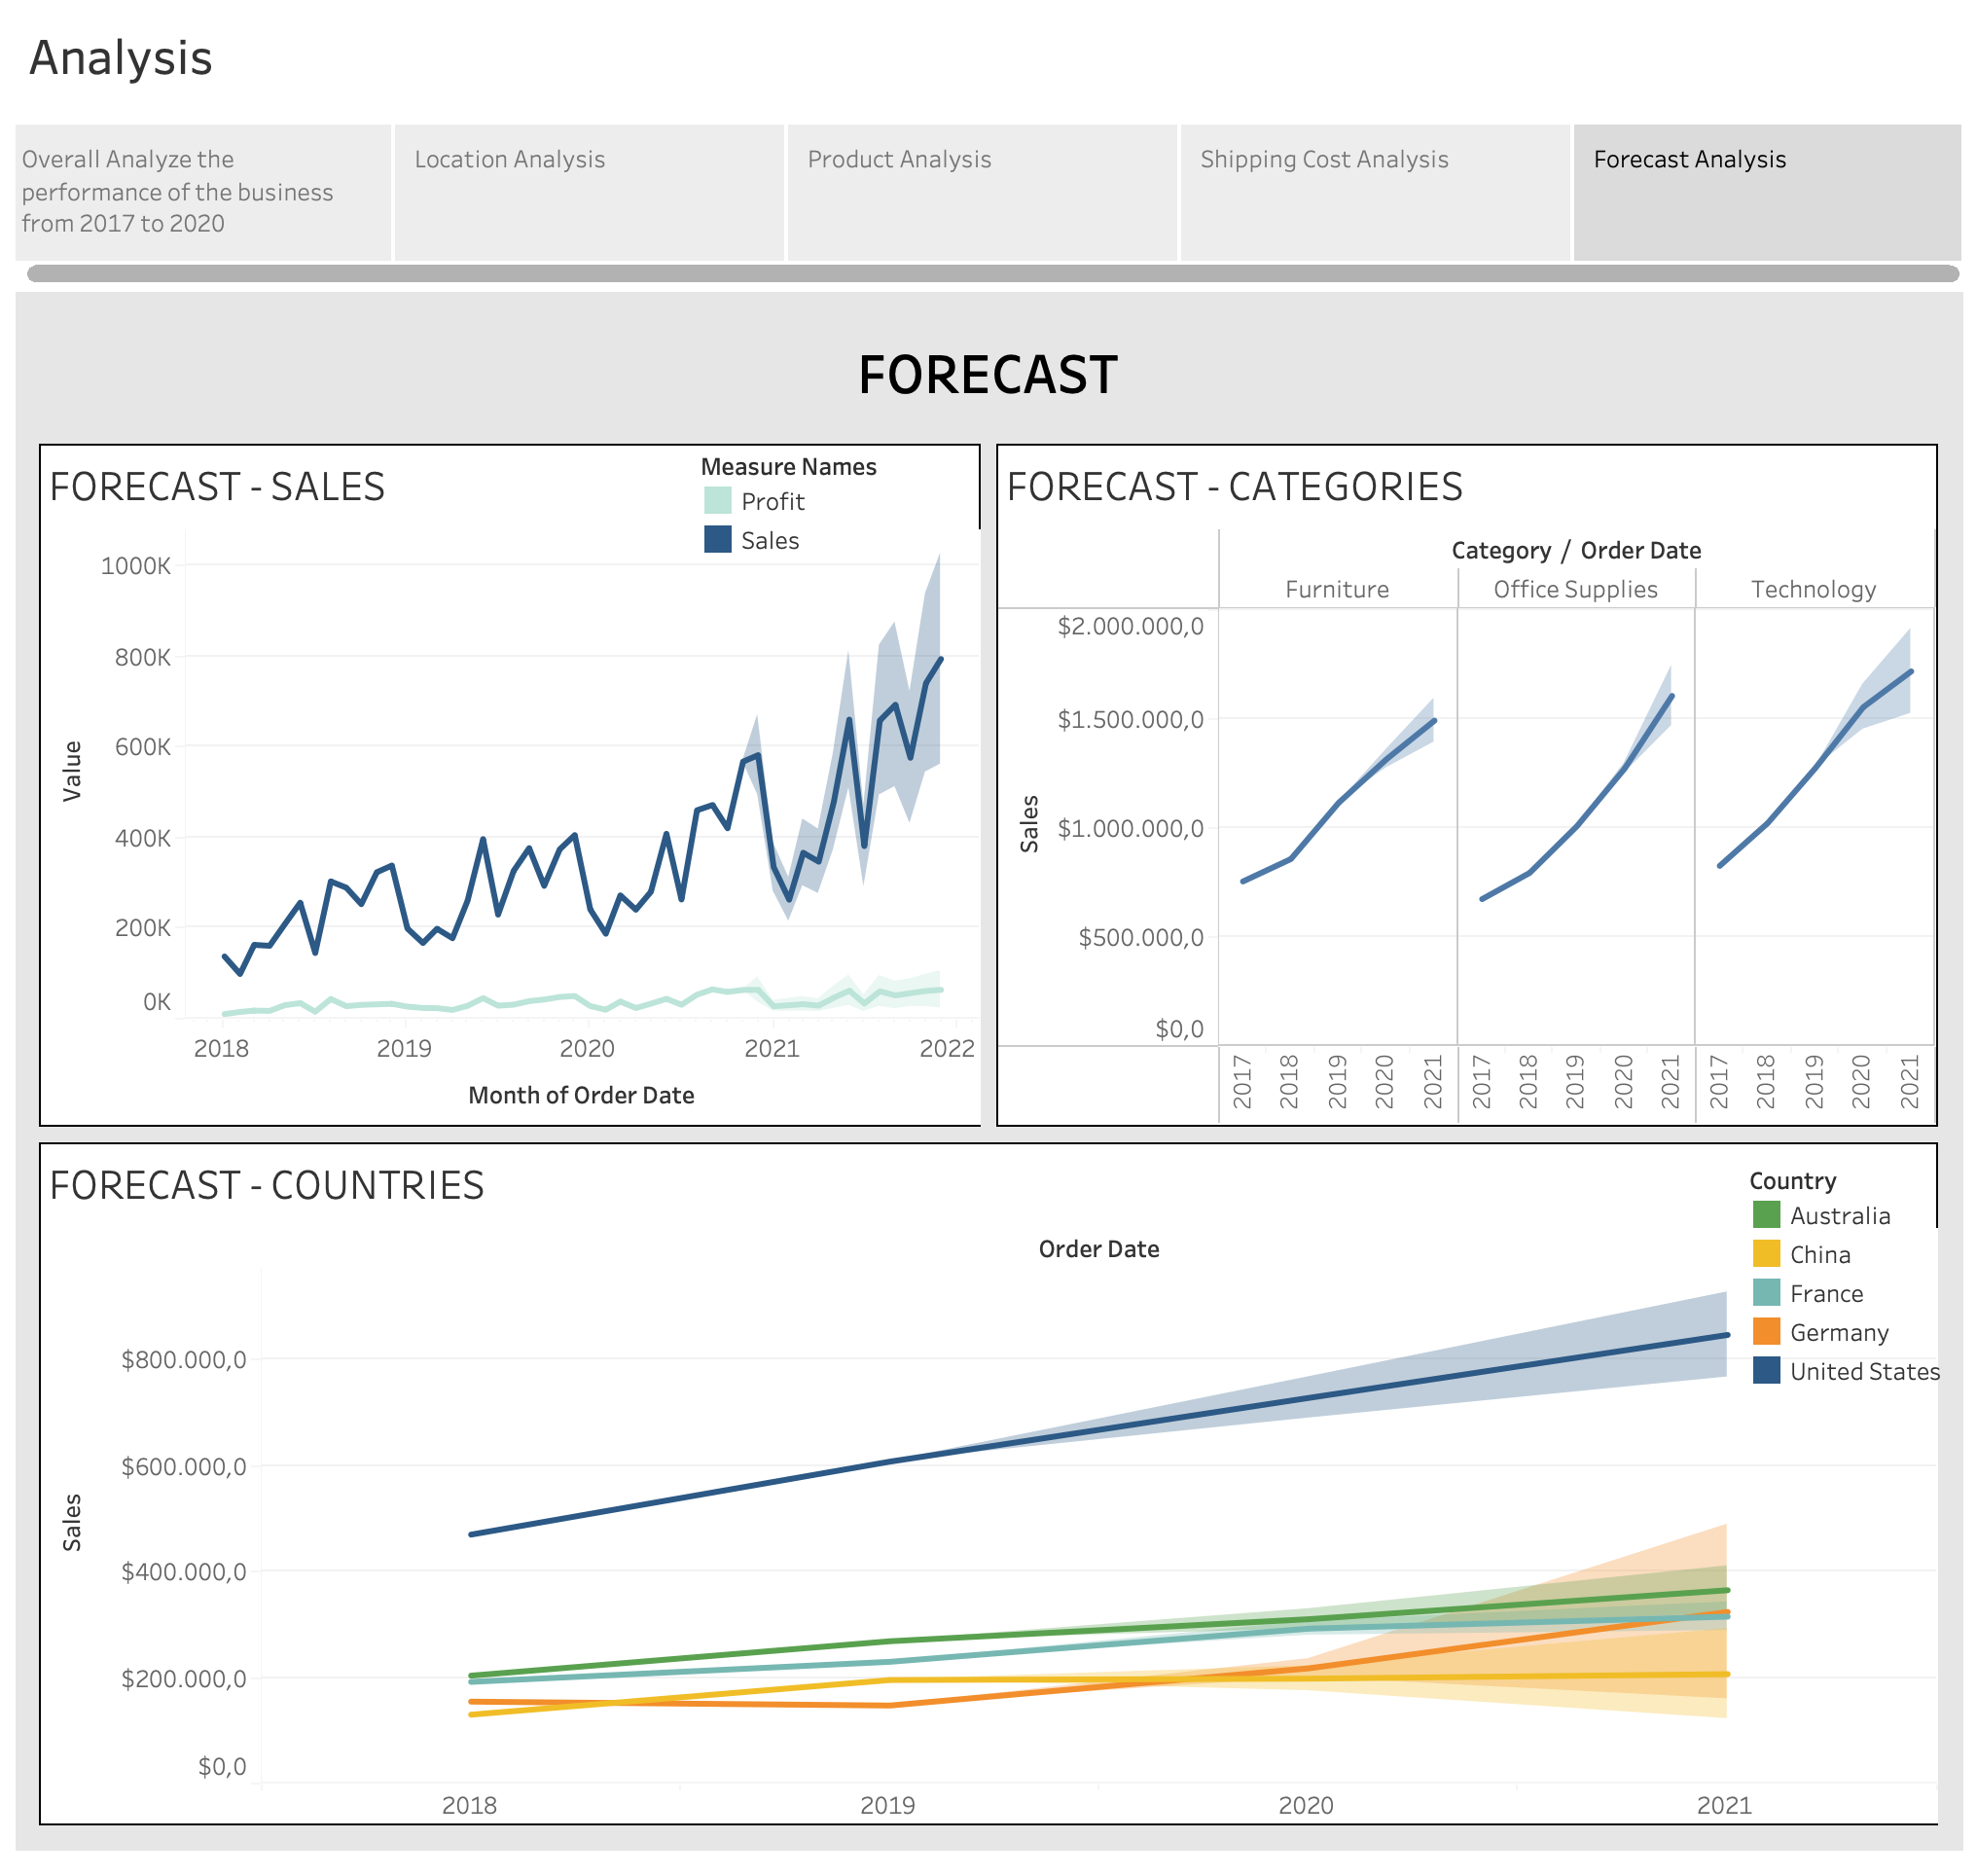 Analysis
Overall Analyze the
performance of the business
from 2017 to 2020
Location Analysis
Product Analysis
Shipping Cost Analysis
Forecast Analysis
FORECAST
FORECAST - SALES
Measure Names
Profit
Sales
1000K
800K
600K
400K
200K
0K
Value
2018
2019
2020
2021
2022
Month of Order Date
FORECAST - CATEGORIES
Category / Order Date
Furniture
Office Supplies
Technology
$2.000.000,0
$1.500.000,0
$1.000.000,0
$500.000,0
$0,0
Sales
2017
2018
2019
2020
2021
2017
2018
2019
2020
2021
2017
2018
2019
2020
2021
FORECAST - COUNTRIES
Country
Australia
China
France
Germany
United States
Order Date
$800.000,0
$600.000,0
$400.000,0
$200.000,0
$0,0
Sales
2018
2019
2020
2021